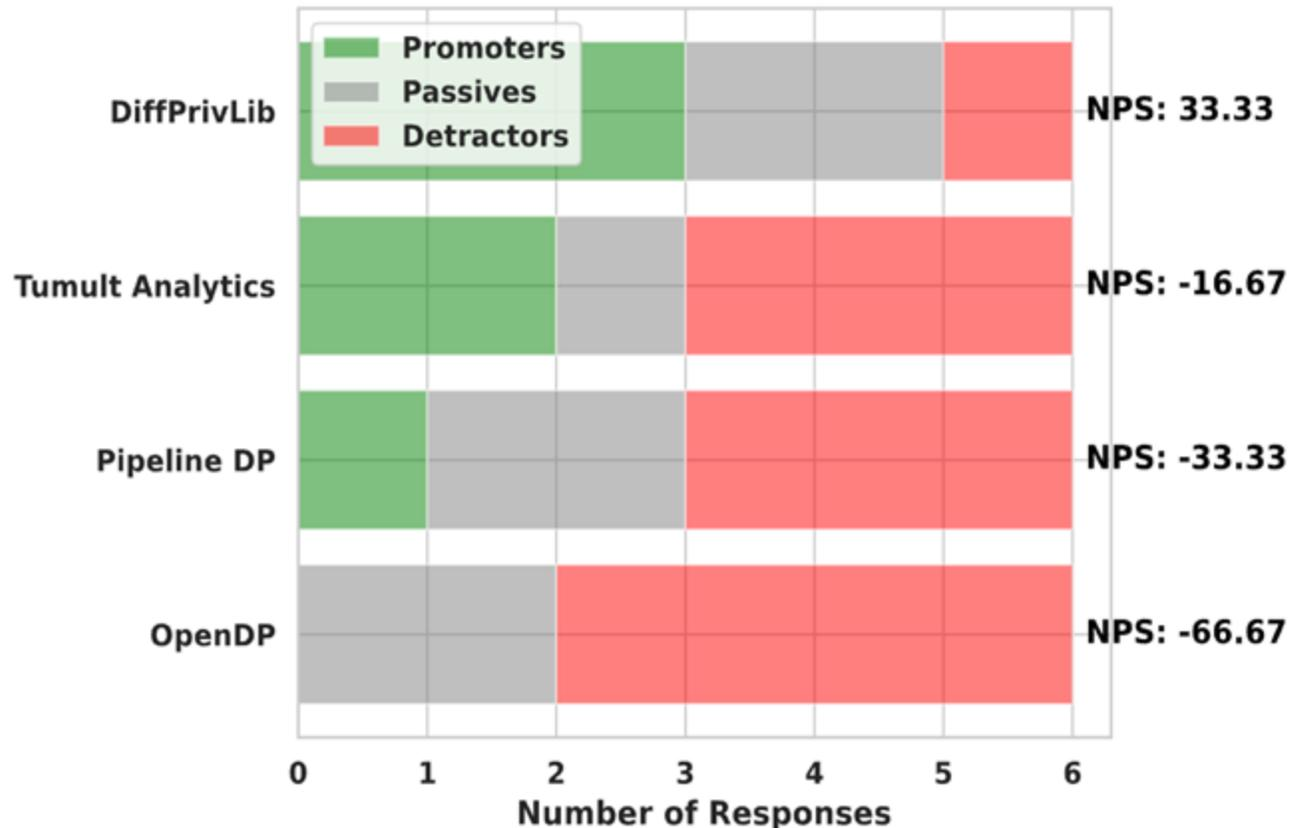 Promoters
Passives
Detractors
DiffPrivLib
NPS: 33.33
Tumult Analytics
NPS: -16.67
Pipeline DP
NPS: -33.33
OpenDP
NPS: -66.67
0 1 2 3 4 5 6
Number of Responses